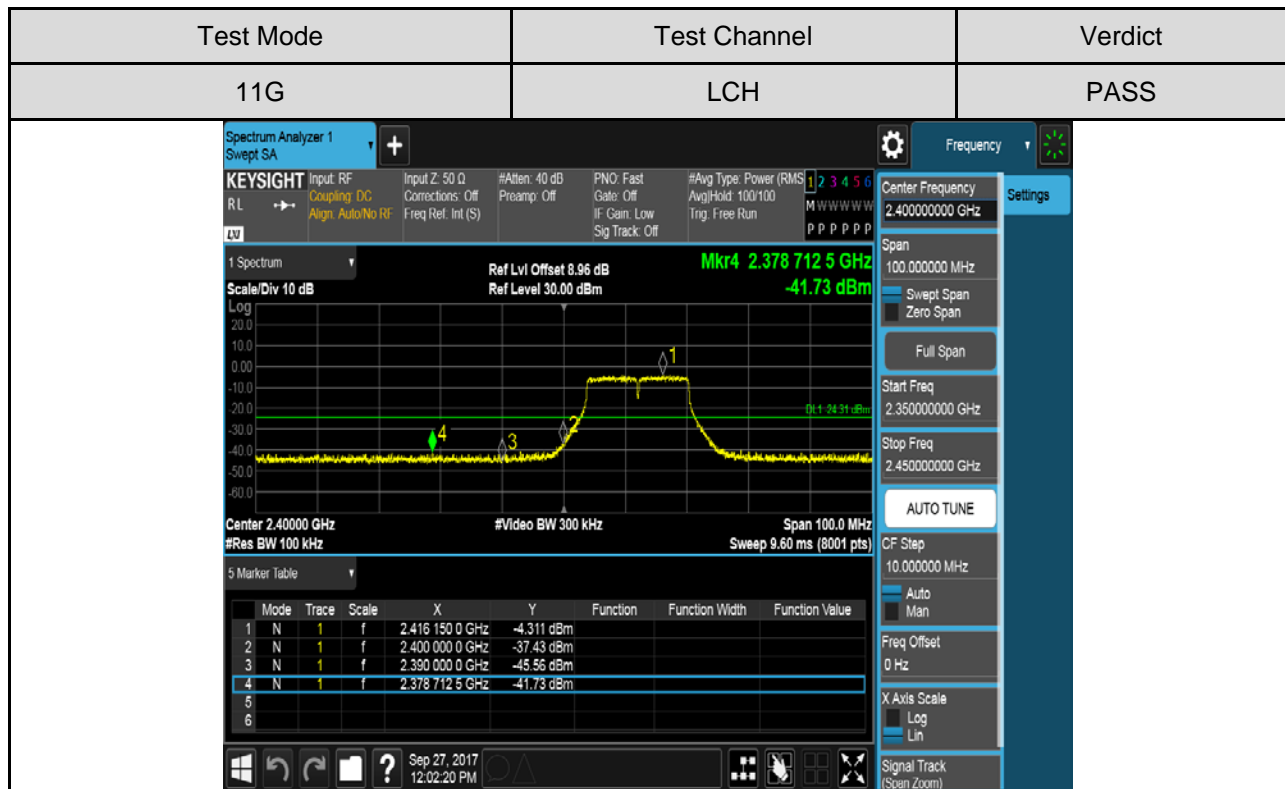 Test Mode Test Channel Verdict
11G LCH PASS
Spectrum Analyzer 1
Swept SA
Frequency
KEYSIGHT Input: RF Input Z: 50 Ω #Atten: 40 dB PNO: Fast #Avg Type: Power (RMS 1 2 3 4 5 6
RL Coupling: DC Corrections: Off Preamp: Off Gate: Off Avg|Hold: 100/100 M W W W W W
Align: Auto/No RF Freq Ref: Int (S) IF Gain: Low Trig: Free Run
LXI Sig Track: Off P P P P P P
1 Spectrum
Ref Lvl Offset 8.96 dB Mkr4 2.378 712 5 GHz
Scale/Div 10 dB Ref Level 30.00 dBm -41.73 dBm
Log
20.0
10.0
0.00
-10.0
-20.0
-30.0
-40.0
-50.0
-60.0
1
2
3
4
DL1 -24.31 dBm
Center 2.40000 GHz #Video BW 300 kHz Span 100.0 MHz
#Res BW 100 kHz Sweep 9.60 ms (8001 pts)
5 Marker Table
Mode Trace Scale X Y Function Function Width Function Value
1 N 1 f 2.416 150 0 GHz -4.311 dBm
2 N 1 f 2.400 000 0 GHz -37.43 dBm
3 N 1 f 2.390 000 0 GHz -45.56 dBm
4 N 1 f 2.378 712 5 GHz -41.73 dBm
5
6
? Sep 27, 2017
12:02:20 PM
Center Frequency
2.400000000 GHz
Settings
Span
100.000000 MHz
Swept Span
Zero Span
Full Span
Start Freq
2.350000000 GHz
Stop Freq
2.450000000 GHz
AUTO TUNE
CF Step
10.000000 MHz
Auto
Man
Freq Offset
0 Hz
X Axis Scale
Log
Lin
Signal Track
(Span Zoom)